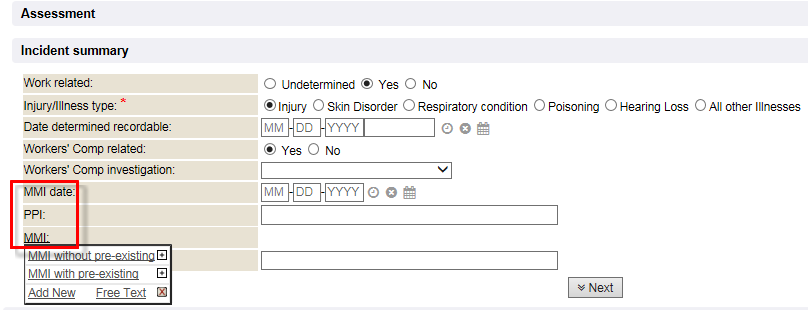 Assessment
Incident summary
Work related: Undetermined Yes No
Injury/Illness type: * Injury Skin Disorder Respiratory condition Poisoning Hearing Loss All other Illnesses
Date determined recordable: MM-DD-YYYY
Workers' Comp related: Yes No
Workers' Comp investigation:
MMI date: MM-DD-YYYY
PPI:
MMI:
MMI without pre-existing
MMI with pre-existing
Add New Free Text
Next